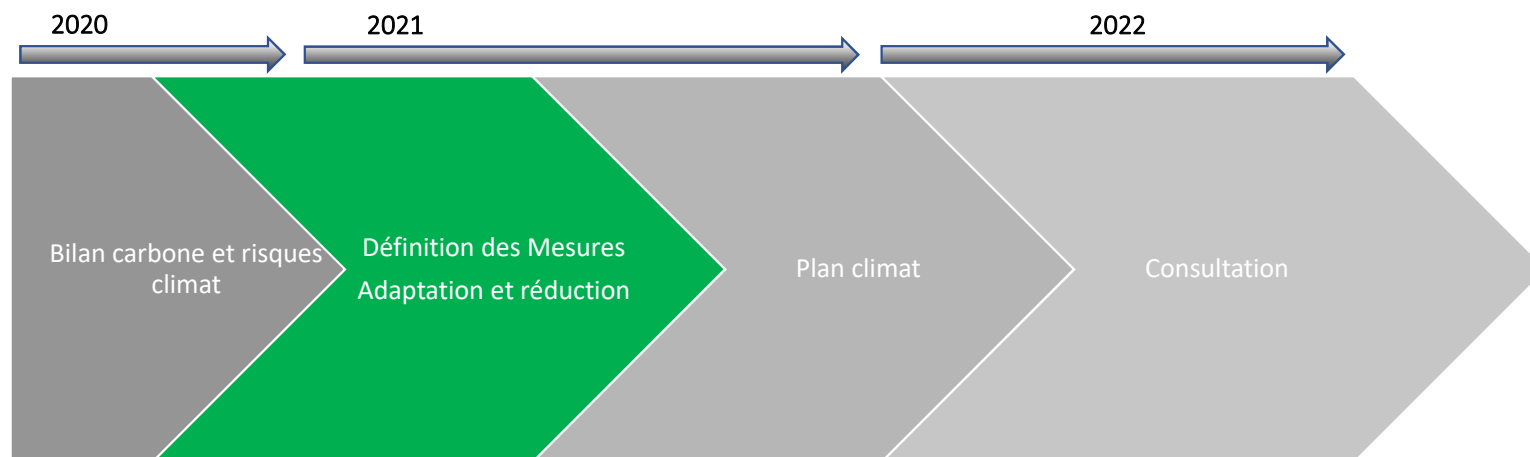 2020
2021
2022
Bilan carbone et risques
climat
Définition des Mesures
Adaptation et réduction
Plan climat
Consultation